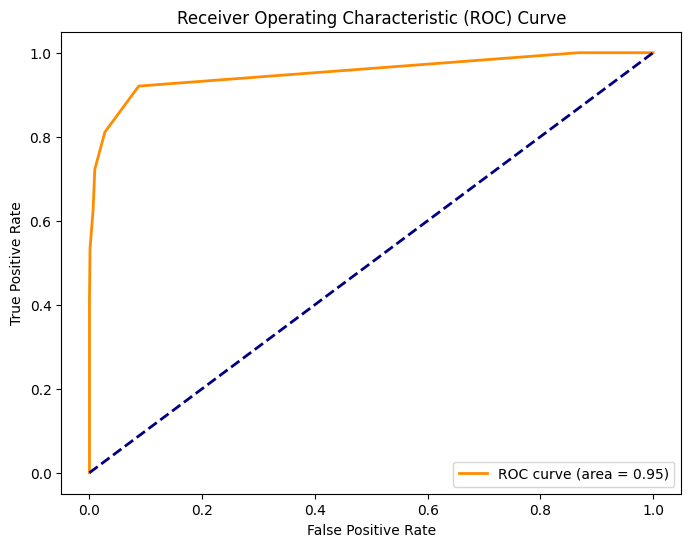 Receiver Operating Characteristic (ROC) Curve
1.0
0.8
0.6
0.4
0.2
0.0
True Positive Rate
ROC curve (area = 0.95)
0.0 0.2 0.4 0.6 0.8 1.0
False Positive Rate